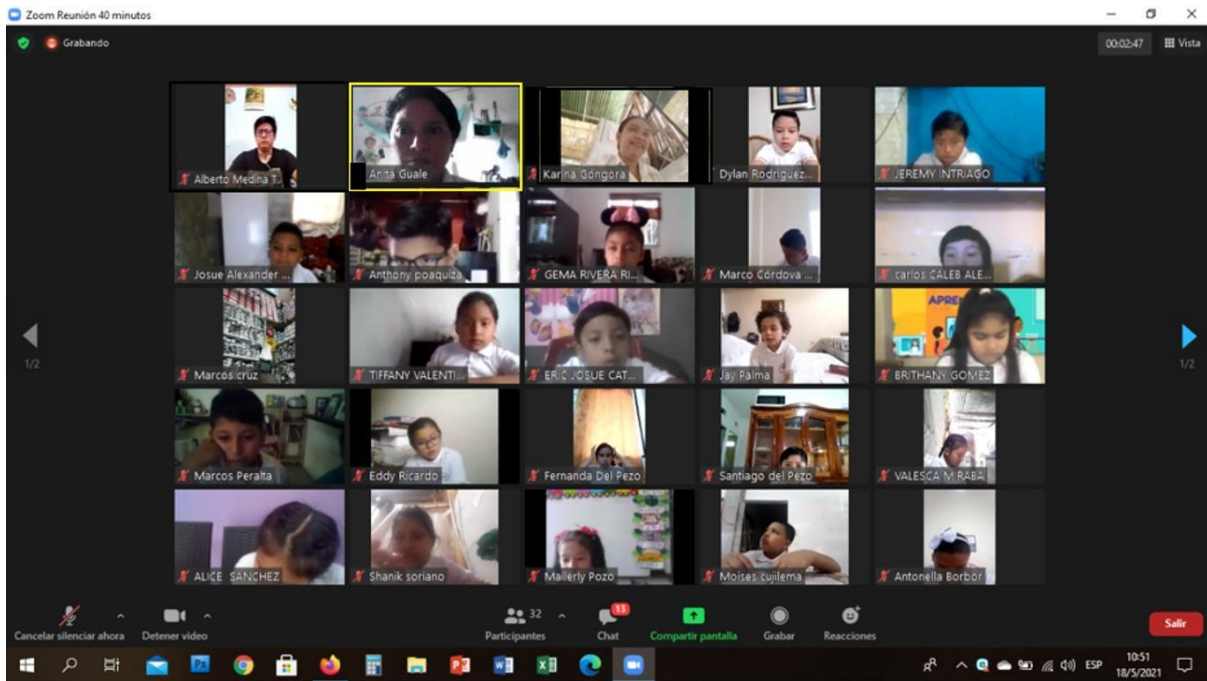 Zoom Reunión 40 minutos
Grabando
00:02:47 Vista
Alberto Medina T.
Anita Guale
Karina Góngora
Dylan Rodriguez...
JEREMY INTRIAGO
Josue Alexander ...
Anthony poaquiza
GEMA RIVERA RI...
Marco Córdova ...
carlos CALEB ALE...
Marcos cruz
TIFFANY VALENTI...
ERIC JOSUE CAT...
Jay Palma
APRE
BRITHANY GOMEZ
1/2
1/2
Marcos Peralta
Eddy Ricardo
Fernanda Del Pezo
Santiago del Pezo
VALESCA MIRABA
ALICE SANCHEZ
Shanik soriano
Mallerly Pozo
Moises cujilema
Antonella Borbor
32
13
Cancelar silenciar ahora
Detener video
Participantes
Chat
Compartir pantalla
Grabar
Reacciones
Salir
Ps
ESP
10:51
18/5/2021